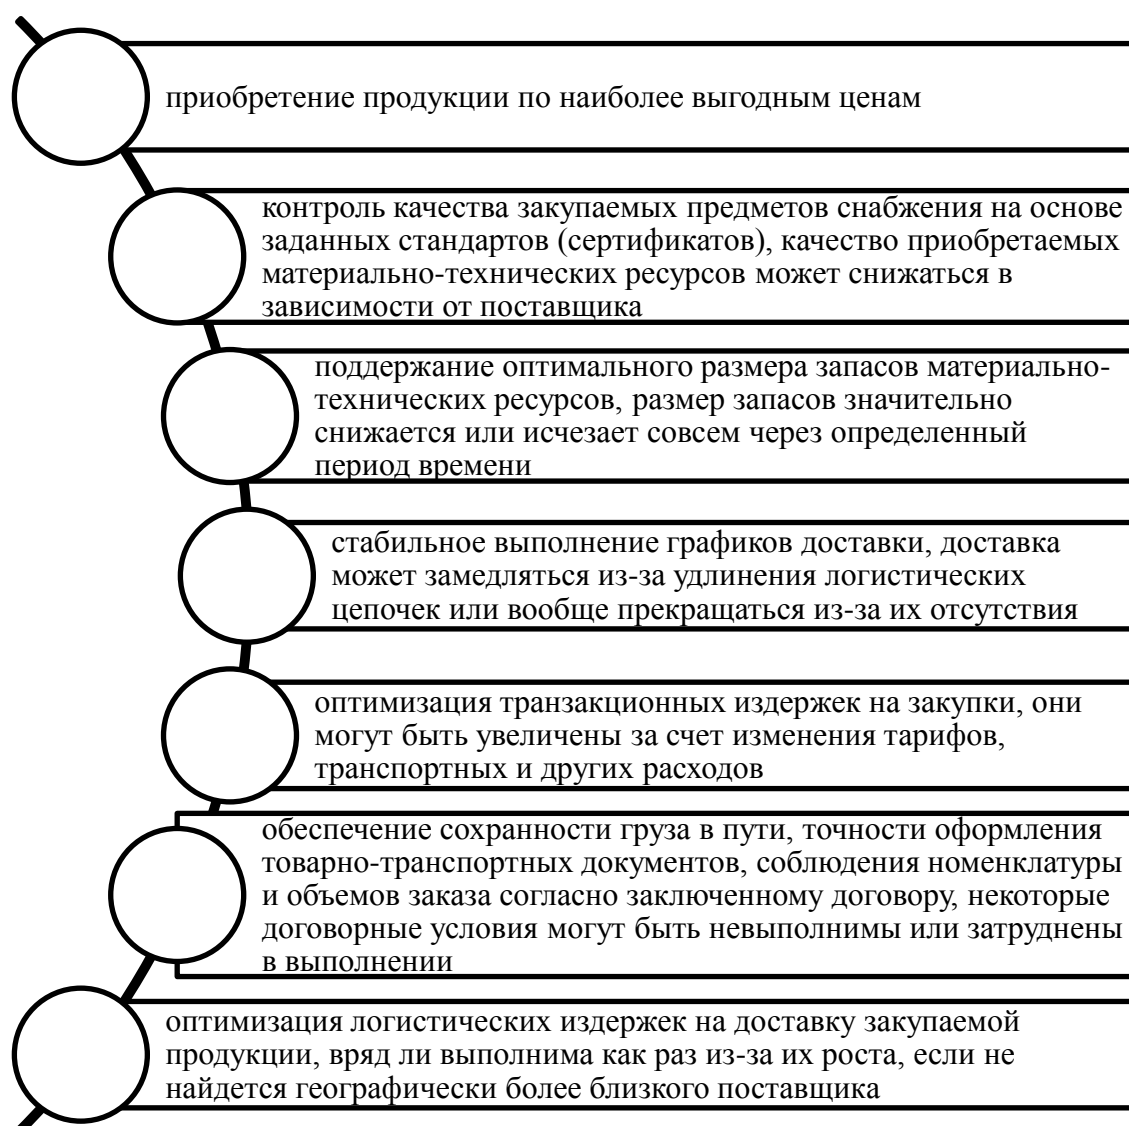 приобретение продукции по наиболее выгодным ценам
контроль качества закупаемых предметов снабжения на основе
заданных стандартов (сертификатов), качество приобретаемых
материально-технических ресурсов может снижаться в
зависимости от поставщика
поддержание оптимального размера запасов материально-
технических ресурсов, размер запасов значительно
снижается или исчезает совсем через определенный
период времени
стабильное выполнение графиков доставки, доставка
может замедляться из-за удлинения логистических
цепочек или вообще прекращаться из-за их отсутствия
оптимизация транзакционных издержек на закупки, они
могут быть увеличены за счет изменения тарифов,
транспортных и других расходов
обеспечение сохранности груза в пути, точности оформления
товарно-транспортных документов, соблюдения номенклатуры
и объемов заказа согласно заключенному договору, некоторые
договорные условия могут быть невыполнимы или затруднены
в выполнении
оптимизация логистических издержек на доставку закупаемой
продукции, вряд ли выполнима как раз из-за их роста, если не
найдется географически более близкого поставщика